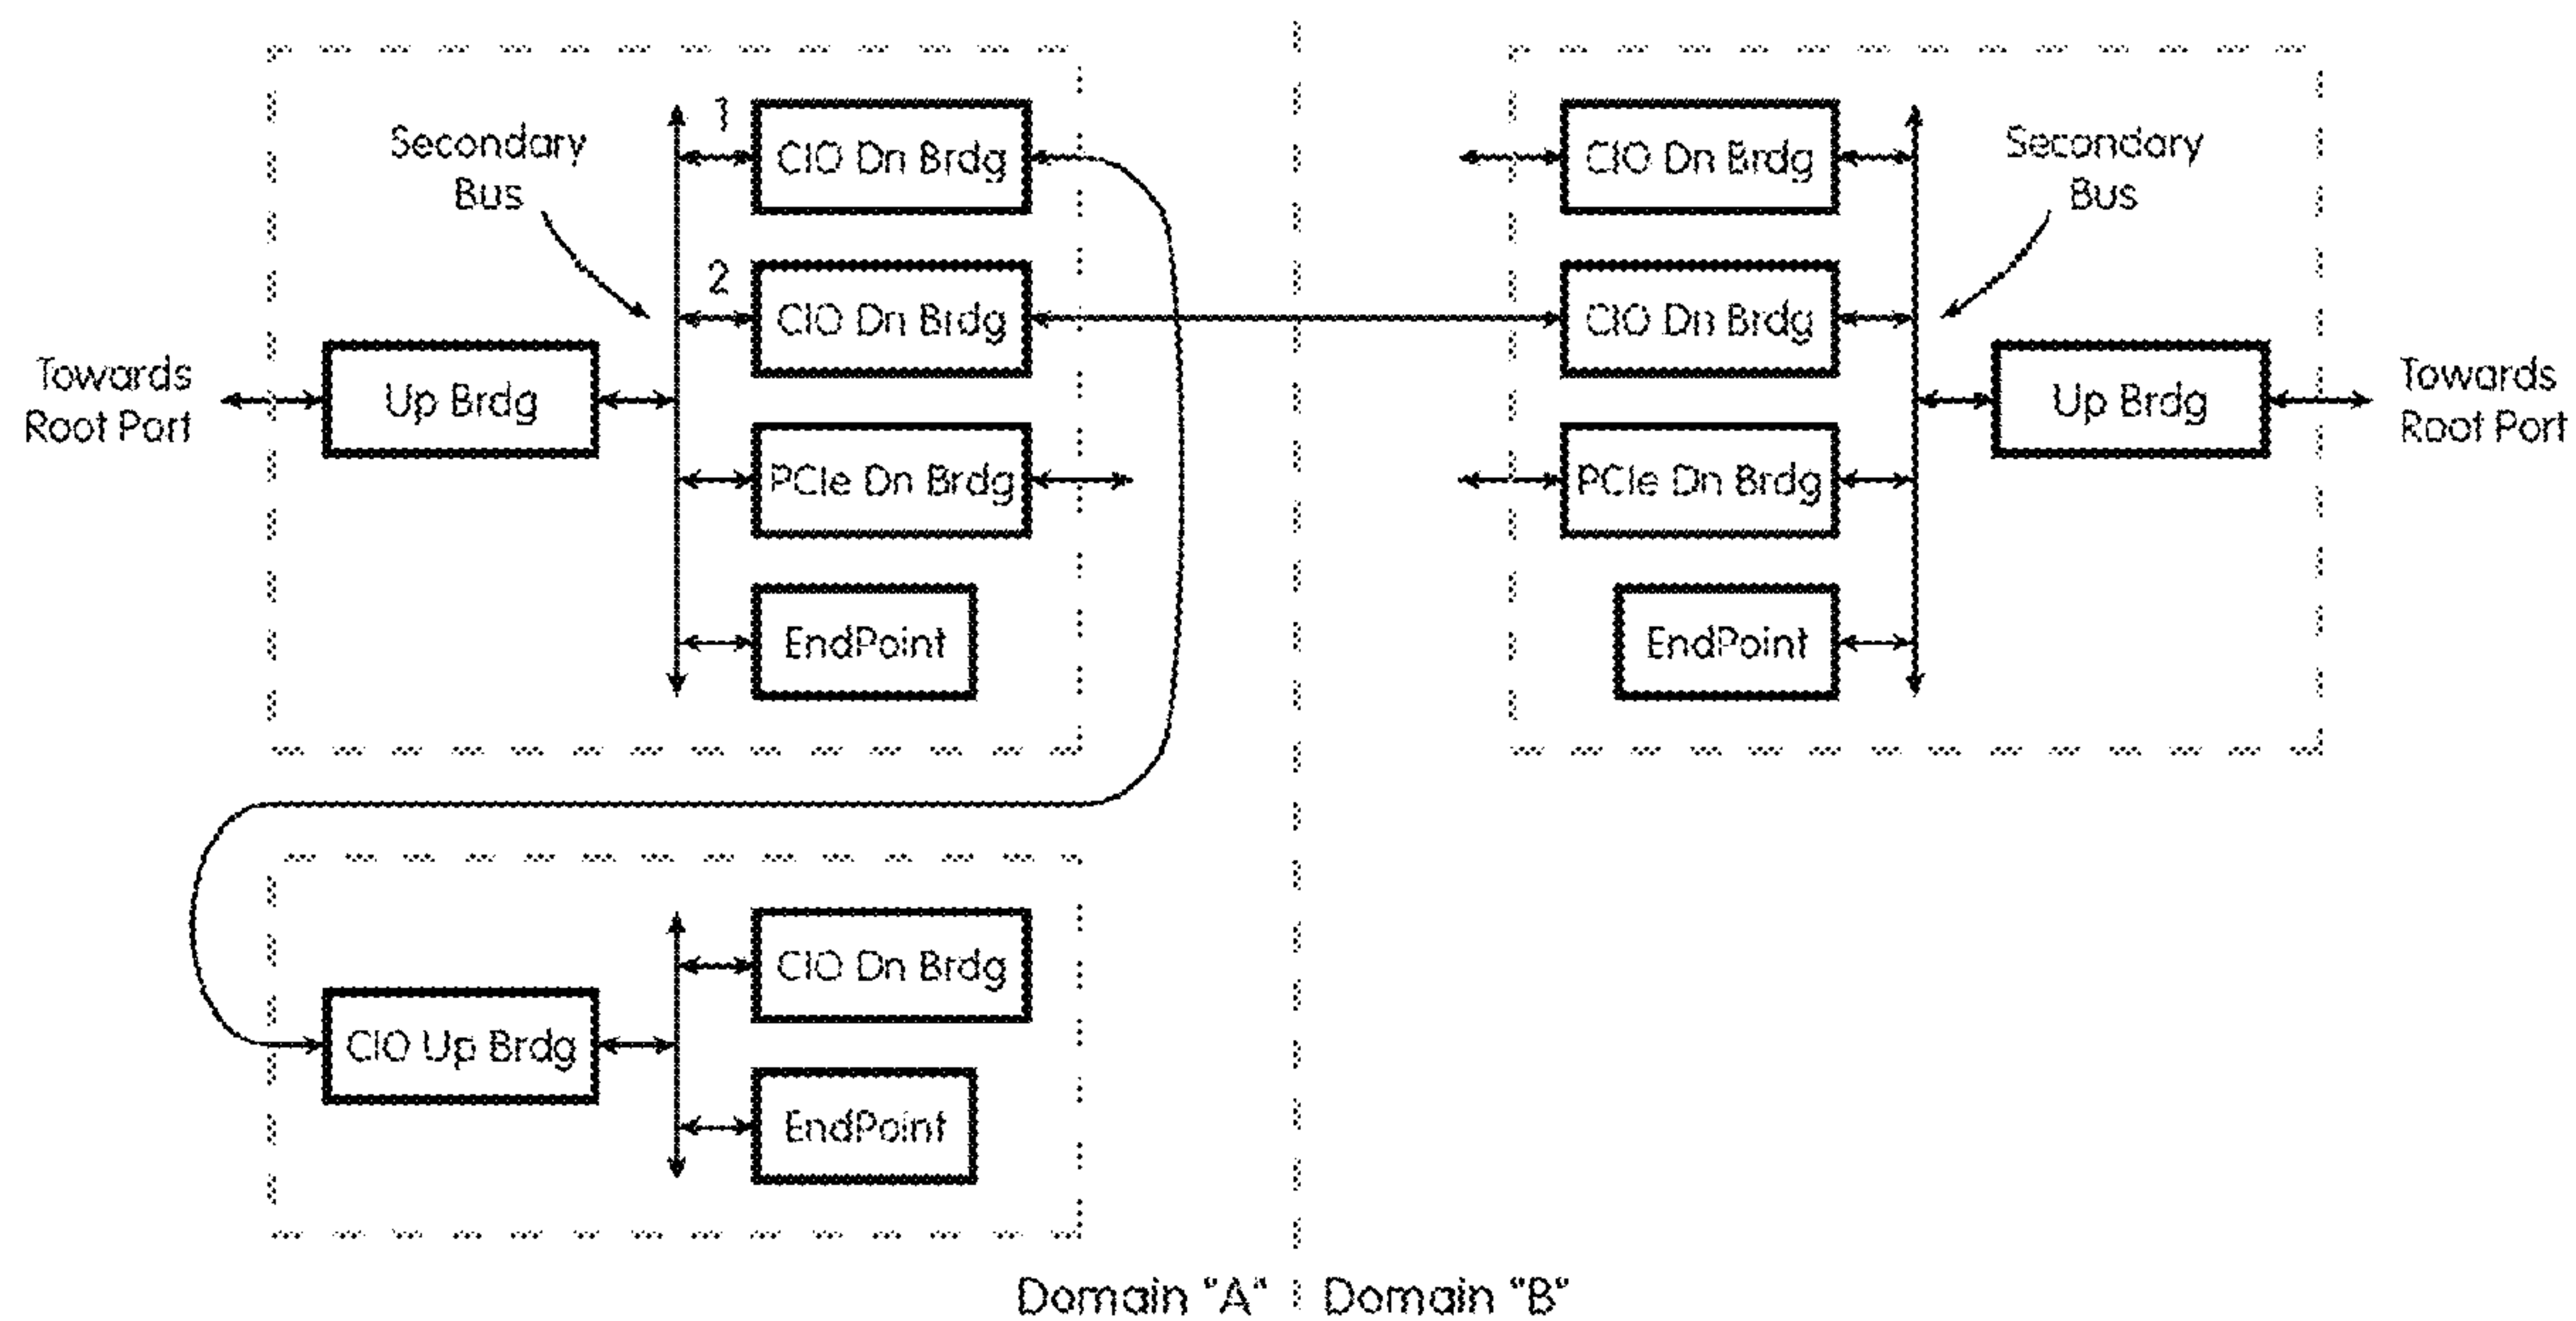 1
CIO Dn Brdg
Secondary
Bus
2
CIO Dn Brdg
Towards
Root Port
Up Brdg
PCIe Dn Brdg
EndPoint
CIO Dn Brdg
Secondary
Bus
CIO Dn Brdg
Up Brdg
Towards
Root Port
PCIe Dn Brdg
EndPoint
CIO Dn Brdg
CIO Up Brdg
EndPoint
Domain "A"
Domain "B"